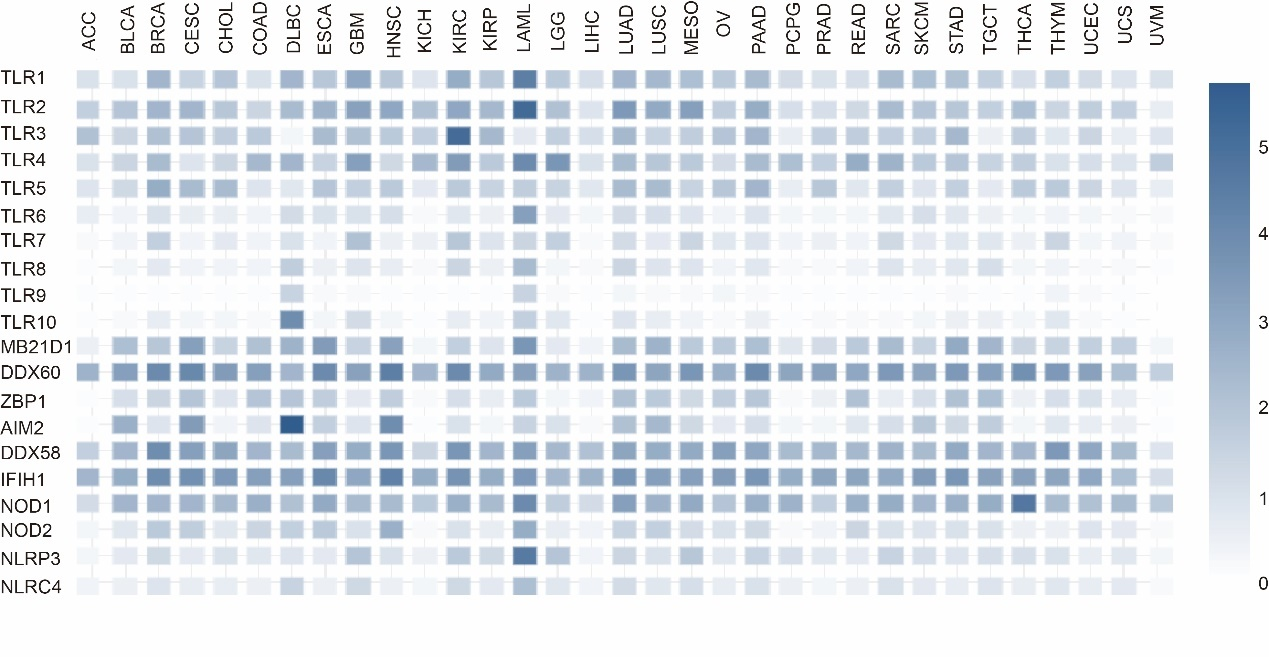 ACC BLCA BRCA CESC CHOL COAD DLBC ESCA GBM HNSC KICH KIRC KIRP LAML LGG LIHC LUAD LUSC MESO OV PAAD PCPG PRAD READ SARC SKCM STAD TGCT THCA THYM UCEC UCS UVM
TLR1
TLR2
TLR3
TLR4
TLR5
TLR6
TLR7
TLR8
TLR9
TLR10
MB21D1
DDX60
ZBP1
AIM2
DDX58
IFIH1
NOD1
NOD2
NLRP3
NLRC4
5
4
3
2
1
0